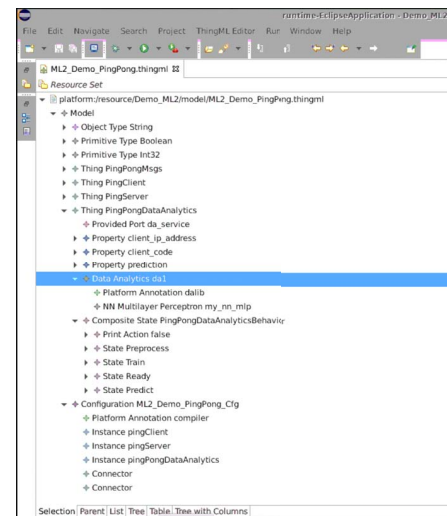 runtime-EclipseApplication - Demo_ML2
File Edit Navigate Search Project ThingML Editor Run Window Help
ML2_Demo_PingPong.thingml
Resource Set
platform:/resource/Demo_ML2/model/ML2_Demo_PingPong.thingml
Model
Object Type String
Primitive Type Boolean
Primitive Type Int32
Thing PingPongMsgs
Thing PingClient
Thing PingServer
Thing PingPongDataAnalytics
Provided Port da_service
Property client_ip_address
Property client_code
Property prediction
Data Analytics da1
Platform Annotation dalib
NN Multilayer Perceptron my_nn_mlp
Composite State PingPongDataAnalyticsBehavior
Print Action false
State Preprocess
State Train
State Ready
State Predict
Configuration ML2_Demo_PingPong_Cfg
Platform Annotation compiler
Instance pingClient
Instance pingServer
Instance pingPongDataAnalytics
Connector
Connector
Selection Parent List Tree Table Tree with Columns